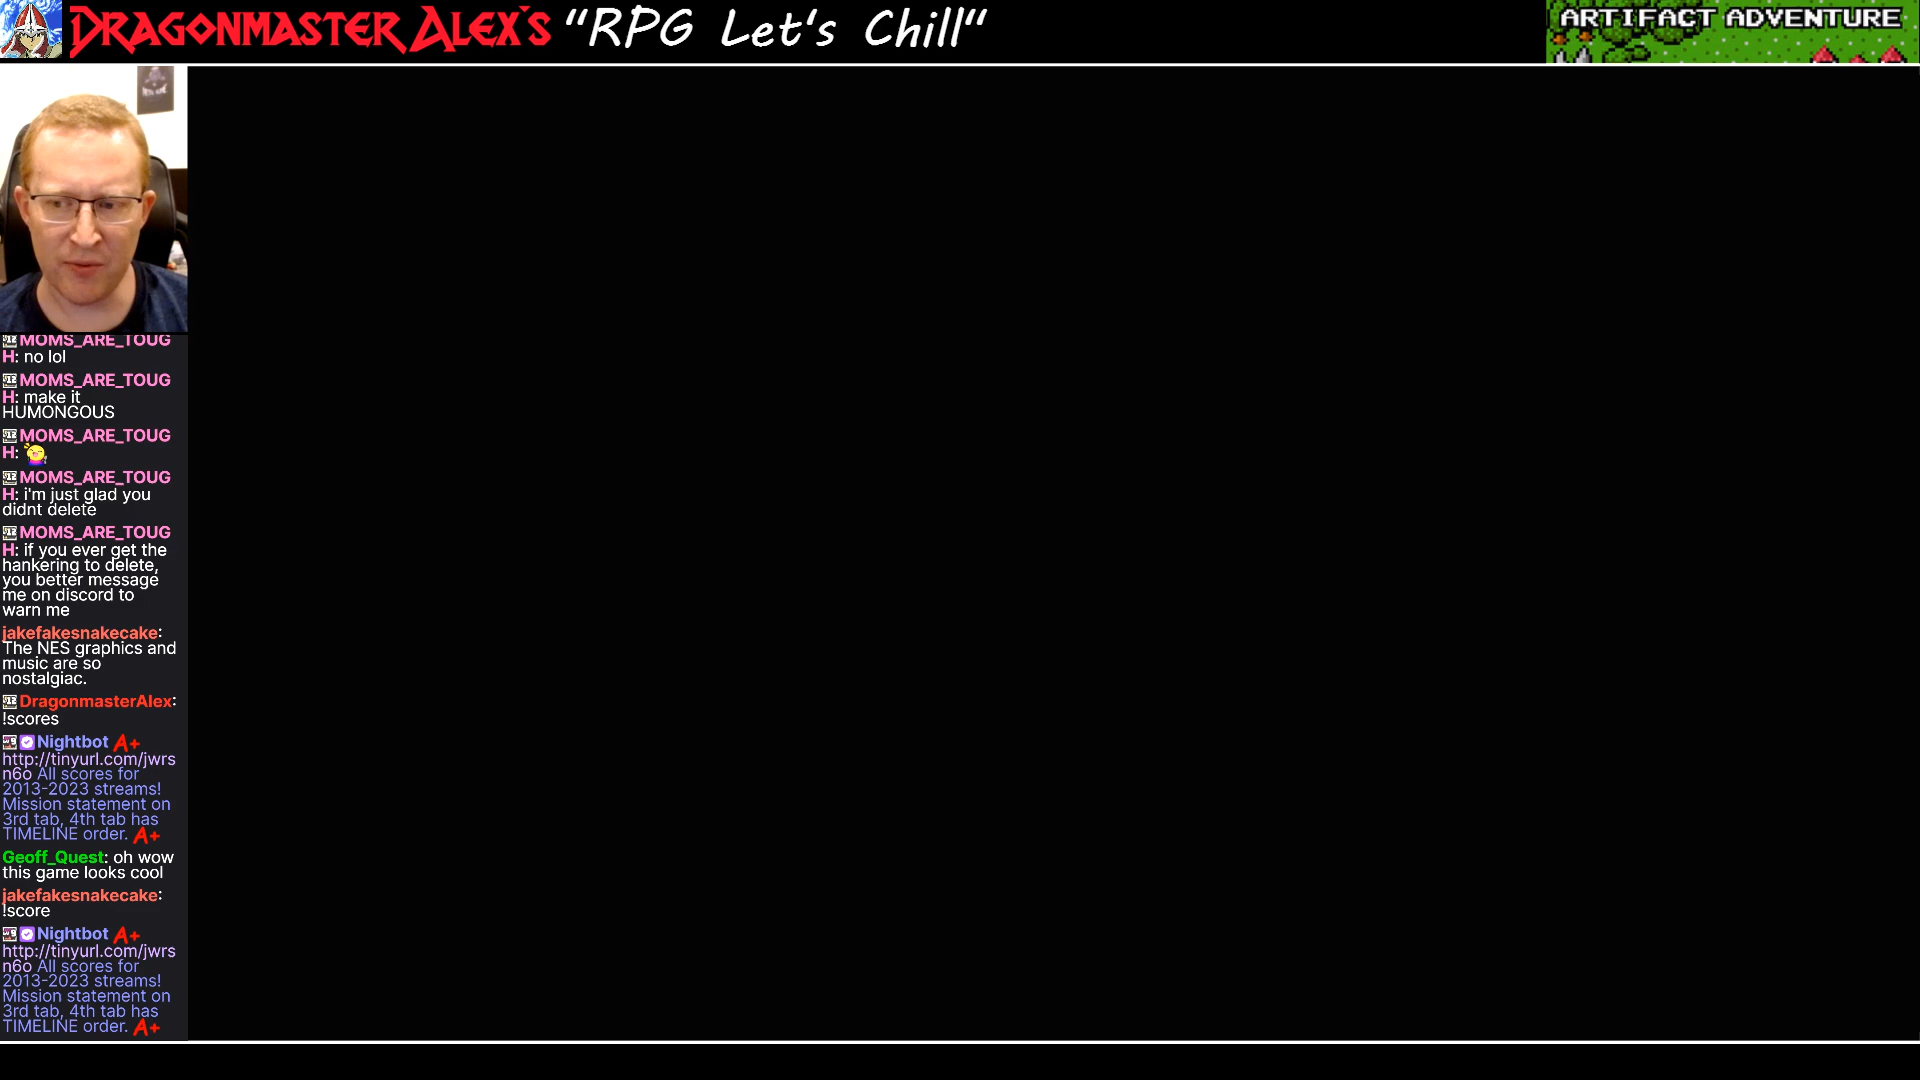 DRAGONMASTER ALEX'S "RPG Let's Chill"
ARTIFACT ADVENTURE
MOMS_ARE_TOUG
H: no lol
MOMS_ARE_TOUG
H: make it
HUMONGOUS
MOMS_ARE_TOUG
H:
MOMS_ARE_TOUG
H: i'm just glad you
didnt delete
MOMS_ARE_TOUG
H: if you ever get the
hankering to delete,
you better message
me on discord to
warn me
jakefakesnakecake:
The NES graphics and
music are so
nostalgiac.
DragonmasterAlex:
!scores
Nightbot A+
http://tinyurl.com/jwrs
n6o All scores for
2013-2023 streams!
Mission statement on
3rd tab, 4th tab has
TIMELINE order. A+
Geoff_Quest: oh wow
this game looks cool
jakefakesnakecake:
!score
Nightbot A+
http://tinyurl.com/jwrs
n6o All scores for
2013-2023 streams!
Mission statement on
3rd tab, 4th tab has
TIMELINE order. A+